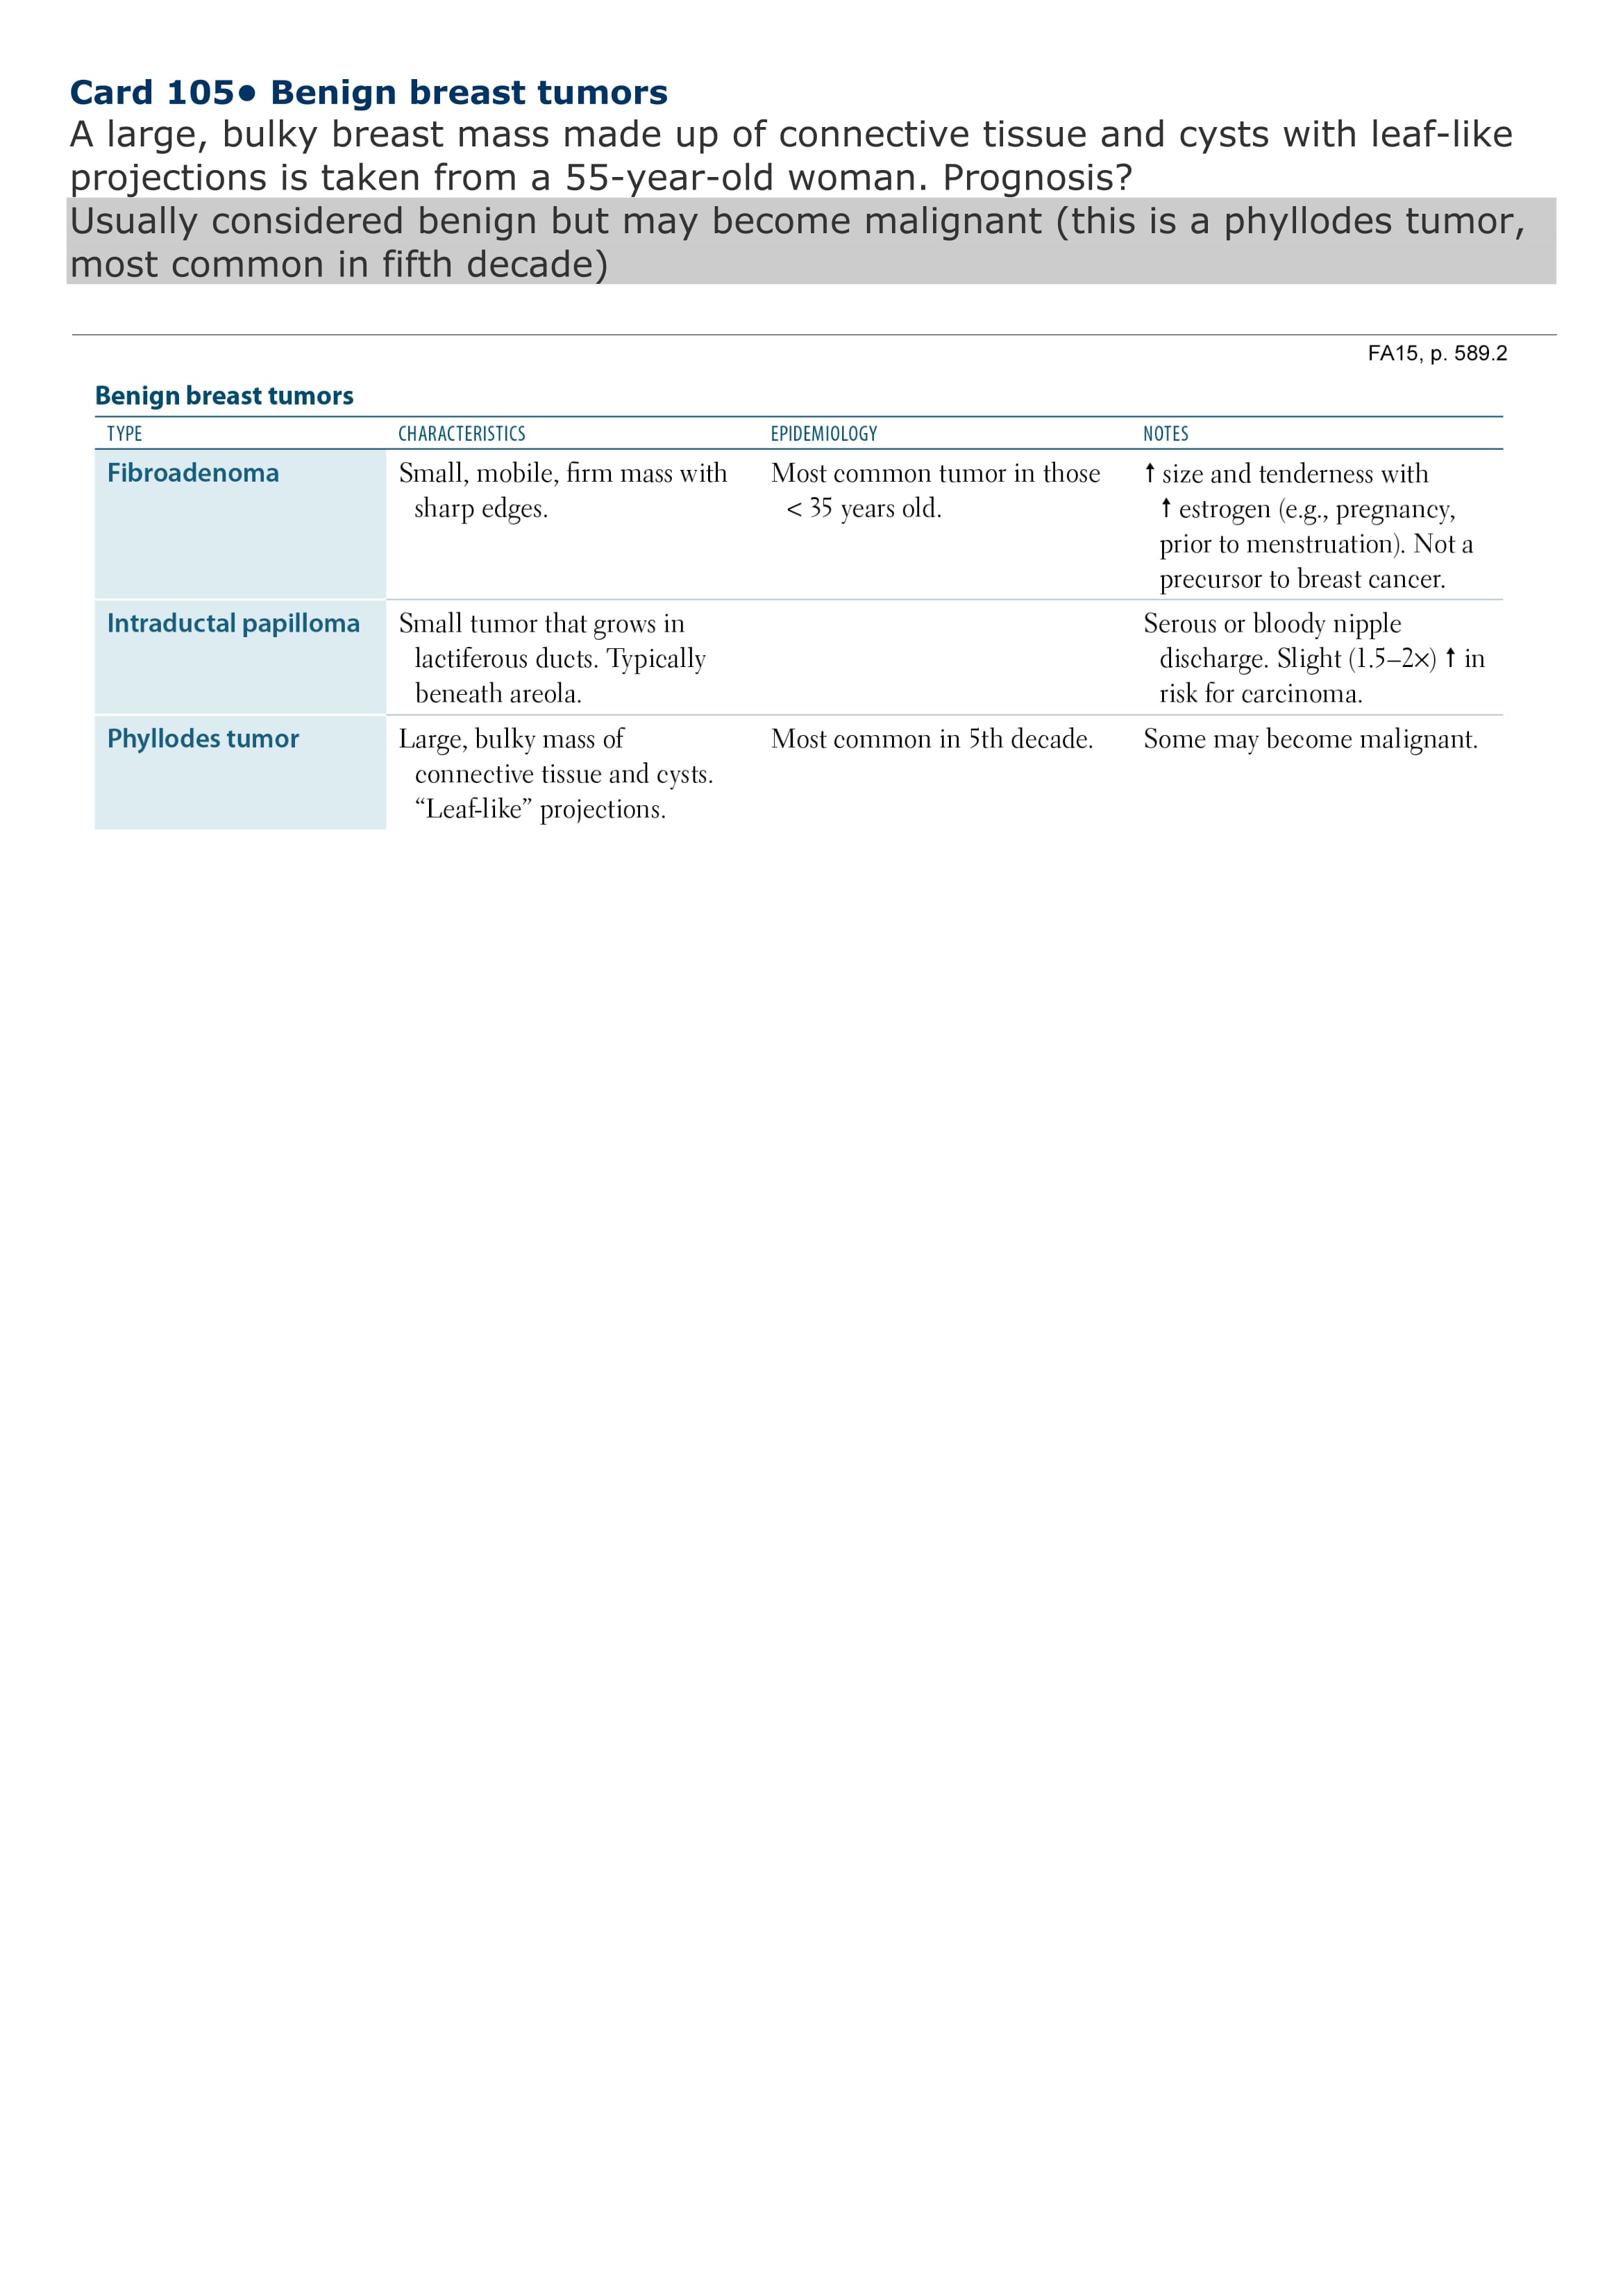 Card 105• Benign breast tumors
A large, bulky breast mass made up of connective tissue and cysts with leaf-like
projections is taken from a 55-year-old woman. Prognosis?
Usually considered benign but may become malignant (this is a phyllodes tumor,
most common in fifth decade)
FA15, p. 589.2
Benign breast tumors
TYPE CHARACTERISTICS EPIDEMIOLOGY NOTES
Fibroadenoma Small, mobile, firm mass with Most common tumor in those ↑ size and tenderness with
sharp edges. < 35 years old. ↑ estrogen (e.g., pregnancy,
prior to menstruation). Not a
precursor to breast cancer.
Intraductal papilloma Small tumor that grows in Serous or bloody nipple
lactiferous ducts. Typically discharge. Slight (1.5–2×) ↑ in
beneath areola. risk for carcinoma.
Phyllodes tumor Large, bulky mass of Most common in 5th decade. Some may become malignant.
connective tissue and cysts.
“Leaf-like” projections.